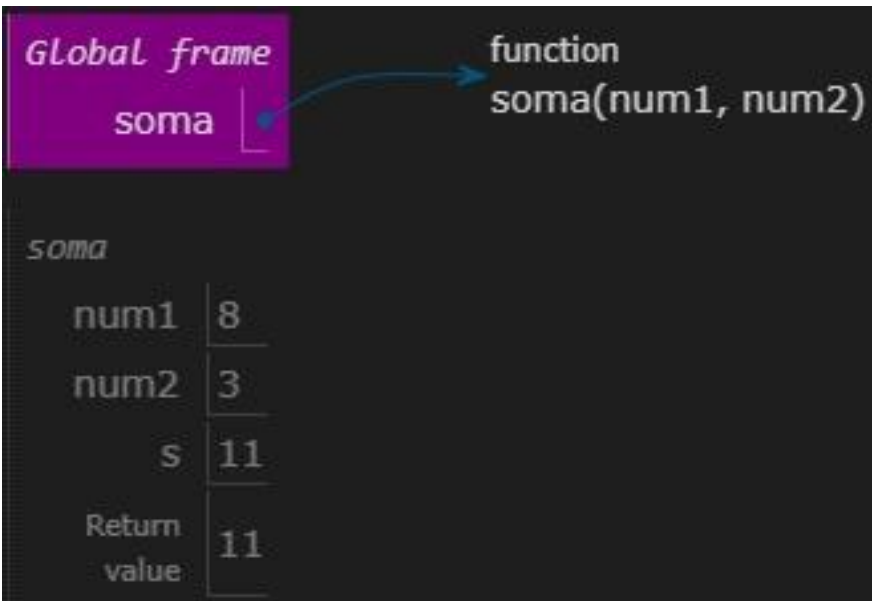 Global frame
soma
function
soma(num1, num2)
soma
num1 8
num2 3
s 11
Return
value 11